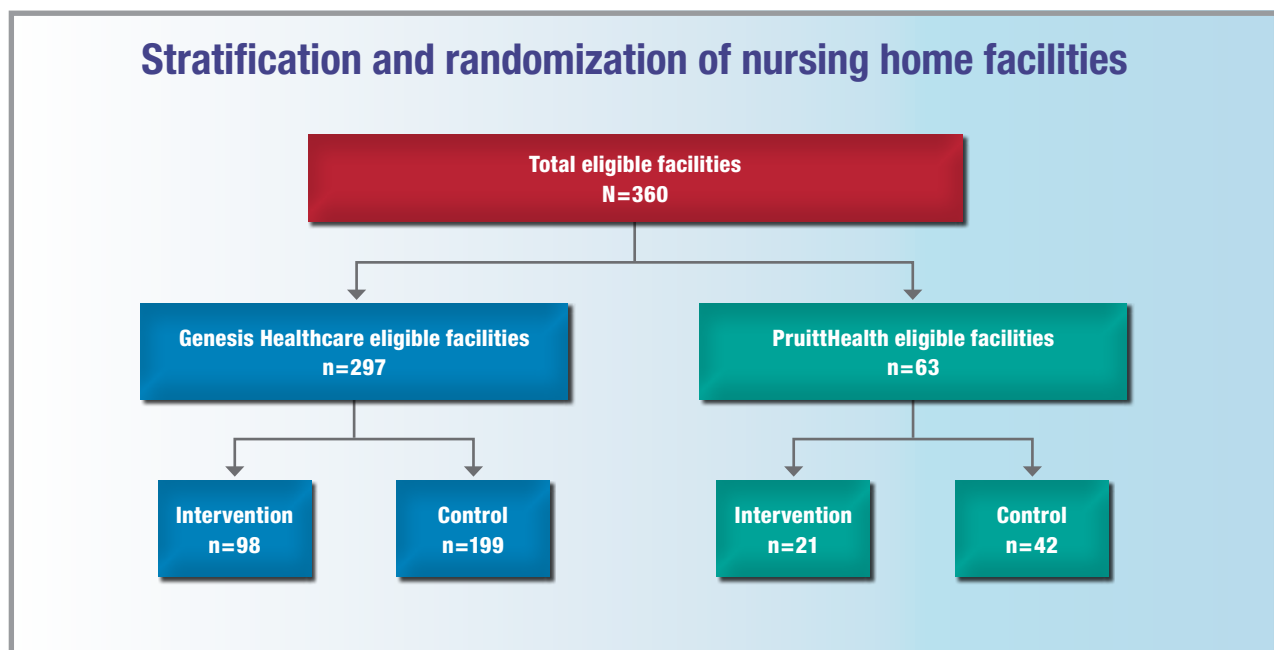 Stratification and randomization of nursing home facilities
Total eligible facilities
N=360
Genesis Healthcare eligible facilities
n=297
PruittHealth eligible facilities
n=63
Intervention
n=98
Control
n=199
Intervention
n=21
Control
n=42